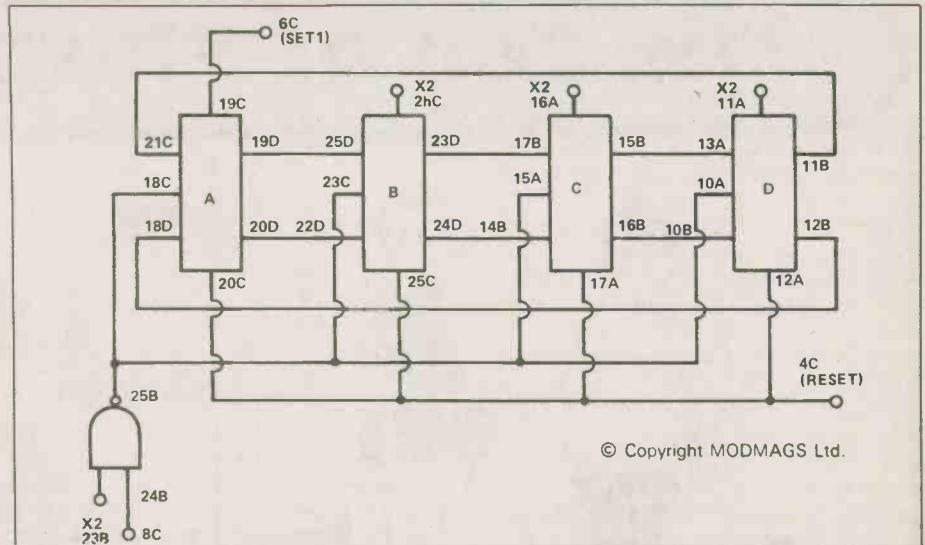 6C
(SET1)
X2
2hC
X2
16A
X2
11A
19C
21C
19D
25D
23D
17B
15B
13A
11B
18C
A
23C
B
15A
C
10A
D
18D
20D
22D
24D
14B
16B
10B
12B
20C
25C
17A
12A
4C
(RESET)
25B
© Copyright MODMAGS Ltd.
24B
X2
23B
8C